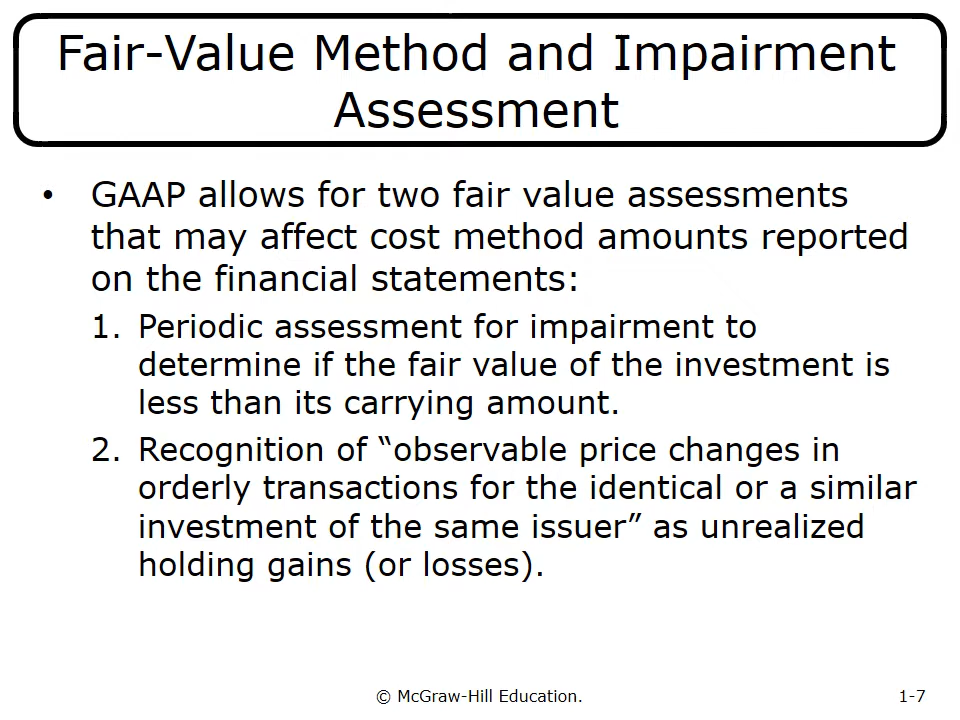 Fair-Value Method and Impairment
Assessment
• GAAP allows for two fair value assessments
that may affect cost method amounts reported
on the financial statements:
1. Periodic assessment for impairment to
determine if the fair value of the investment is
less than its carrying amount.
2. Recognition of “observable price changes in
orderly transactions for the identical or a similar
investment of the same issuer” as unrealized
holding gains (or losses).
© McGraw-Hill Education.
1-7